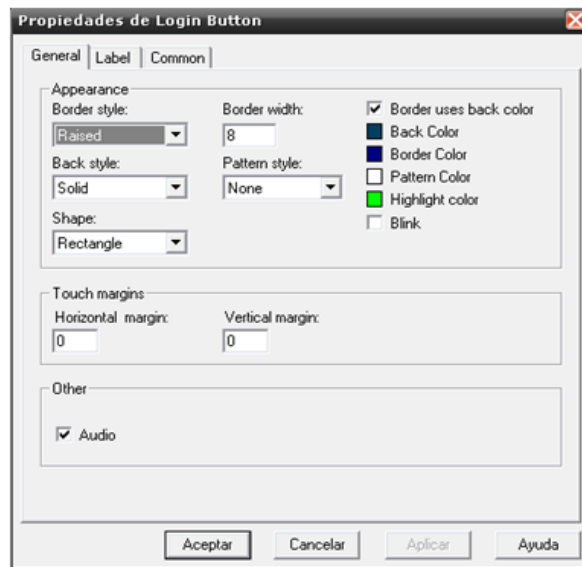 Propiedades de Login Button
General Label Common
Appearance
Border style: Border width: Border uses back color
Raised 8 Back Color
Border Color
Back style: Pattern style: Pattern Color
Solid None Highlight color
Shape: Blink
Rectangle
Touch margins
Horizontal margin: Vertical margin:
0 0
Other
Audio
Aceptar Cancelar Aplicar Ayuda